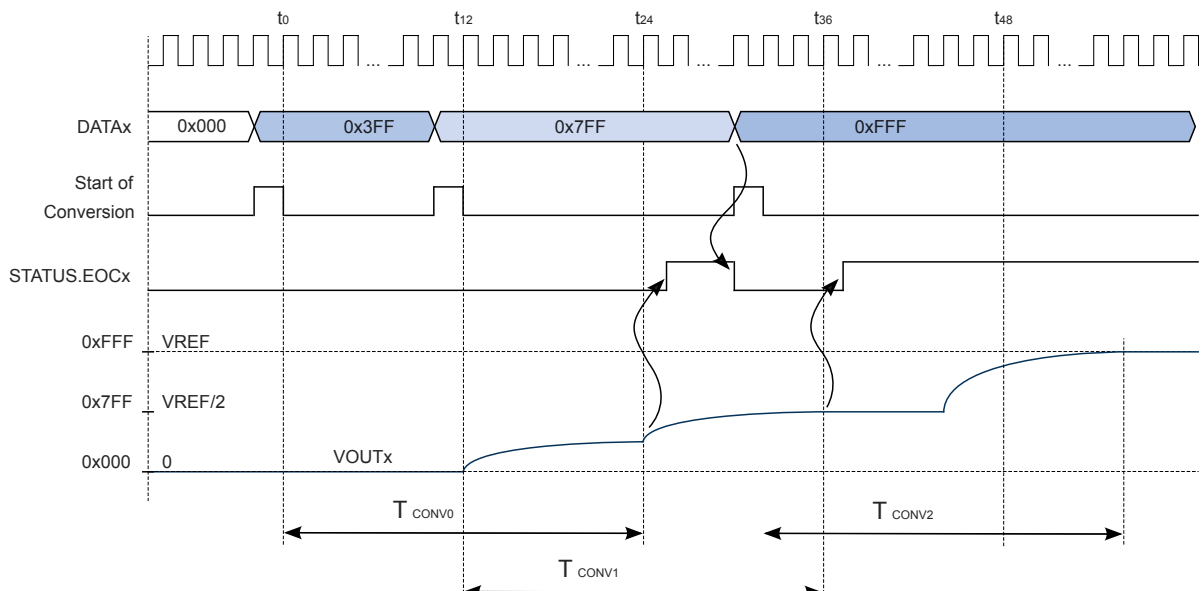 t0 t12 t24 t36 t48
... ... ... ... ...
DATAx 0x000 0x3FF 0x7FF 0xFFF
Start of
Conversion
STATUS.EOCx
0xFFF VREF
0x7FF VREF/2
0x000 0 VOUTx
T CONV0 T CONV2
T CONV1